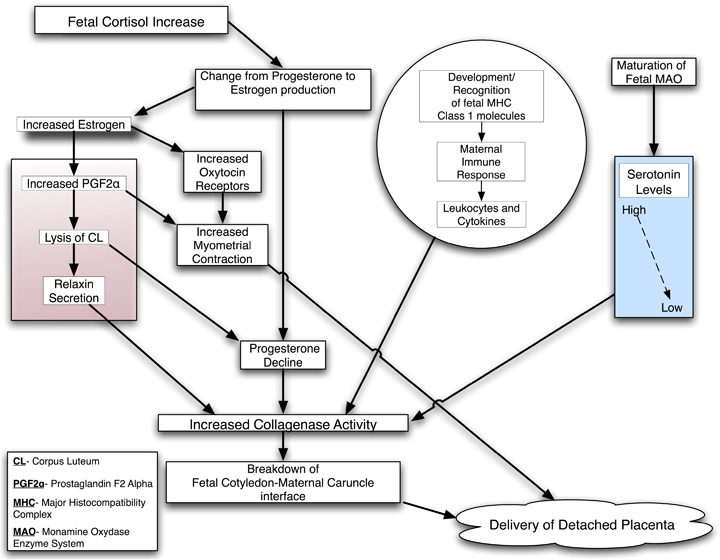 Fetal Cortisol Increase
Change from Progesterone to
Estrogen production
Increased Estrogen
Increased
Oxytocin
Receptors
Increased PGF2α
Increased
Myometrial
Contraction
Lysis of CL
Relaxin
Secretion
Progesterone
Decline
Development/
Recognition
of fetal MHC
Class 1 molecules
Maternal
Immune
Response
Leukocytes and
Cytokines
Maturation of
Fetal MAO
Serotonin
Levels
High
Low
Increased Collagenase Activity
Breakdown of
Fetal Cotyledon-Maternal Caruncle
interface
Delivery of Detached Placenta
CL- Corpus Luteum
PGF2α- Prostaglandin F2 Alpha
MHC- Major Histocompatibility
Complex
MAO- Monamine Oxydase
Enzyme System